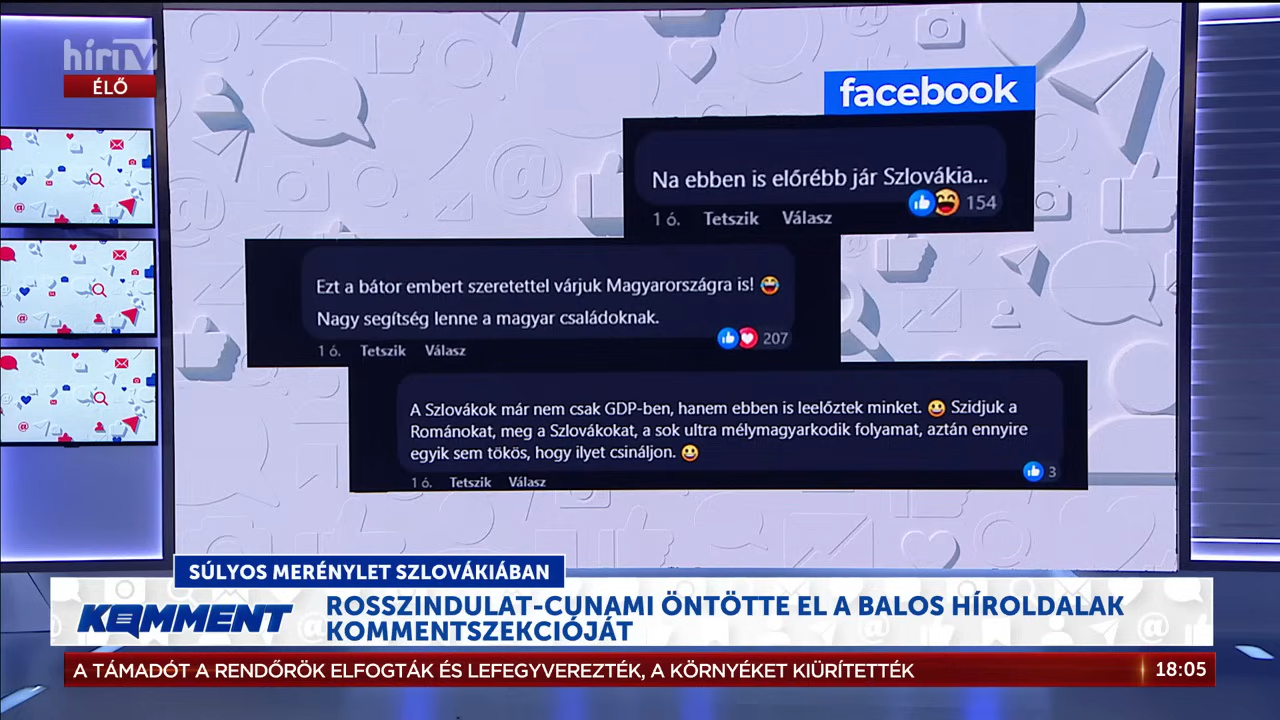 hírTV
ÉLŐ
facebook
Na ebben is előrébb jár Szlovákia...
154
1 ó. Tetszik Válasz
Ezt a bátor embert szeretettel várjuk Magyarországra is!
Nagy segítség lenne a magyar családoknak.
207
1 ó. Tetszik Válasz
A Szlovákok már nem csak GDP-ben, hanem ebben is leelőztek minket. Szidjuk a
Románokat, meg a Szlovákokat, a sok ultra mélymagyarkodik folyamat, aztán ennyire
egyik sem tökös, hogy ilyet csináljon.
3
1 ó. Tetszik Válasz
SÚLYOS MERÉNYLET SZLOVÁKIÁBAN
KOMMENT
ROSSZINDULAT-CUNAMI ÖNTÖTTE EL A BALOS HÍROLDALAK
KOMMENTSZEKCIÓJÁT
A TÁMADÓT A RENDŐRÖK ELFOGTÁK ÉS LEFEGYVEREZTÉK, A KÖRNYÉKET KIÜRÍTETTÉK
18:05